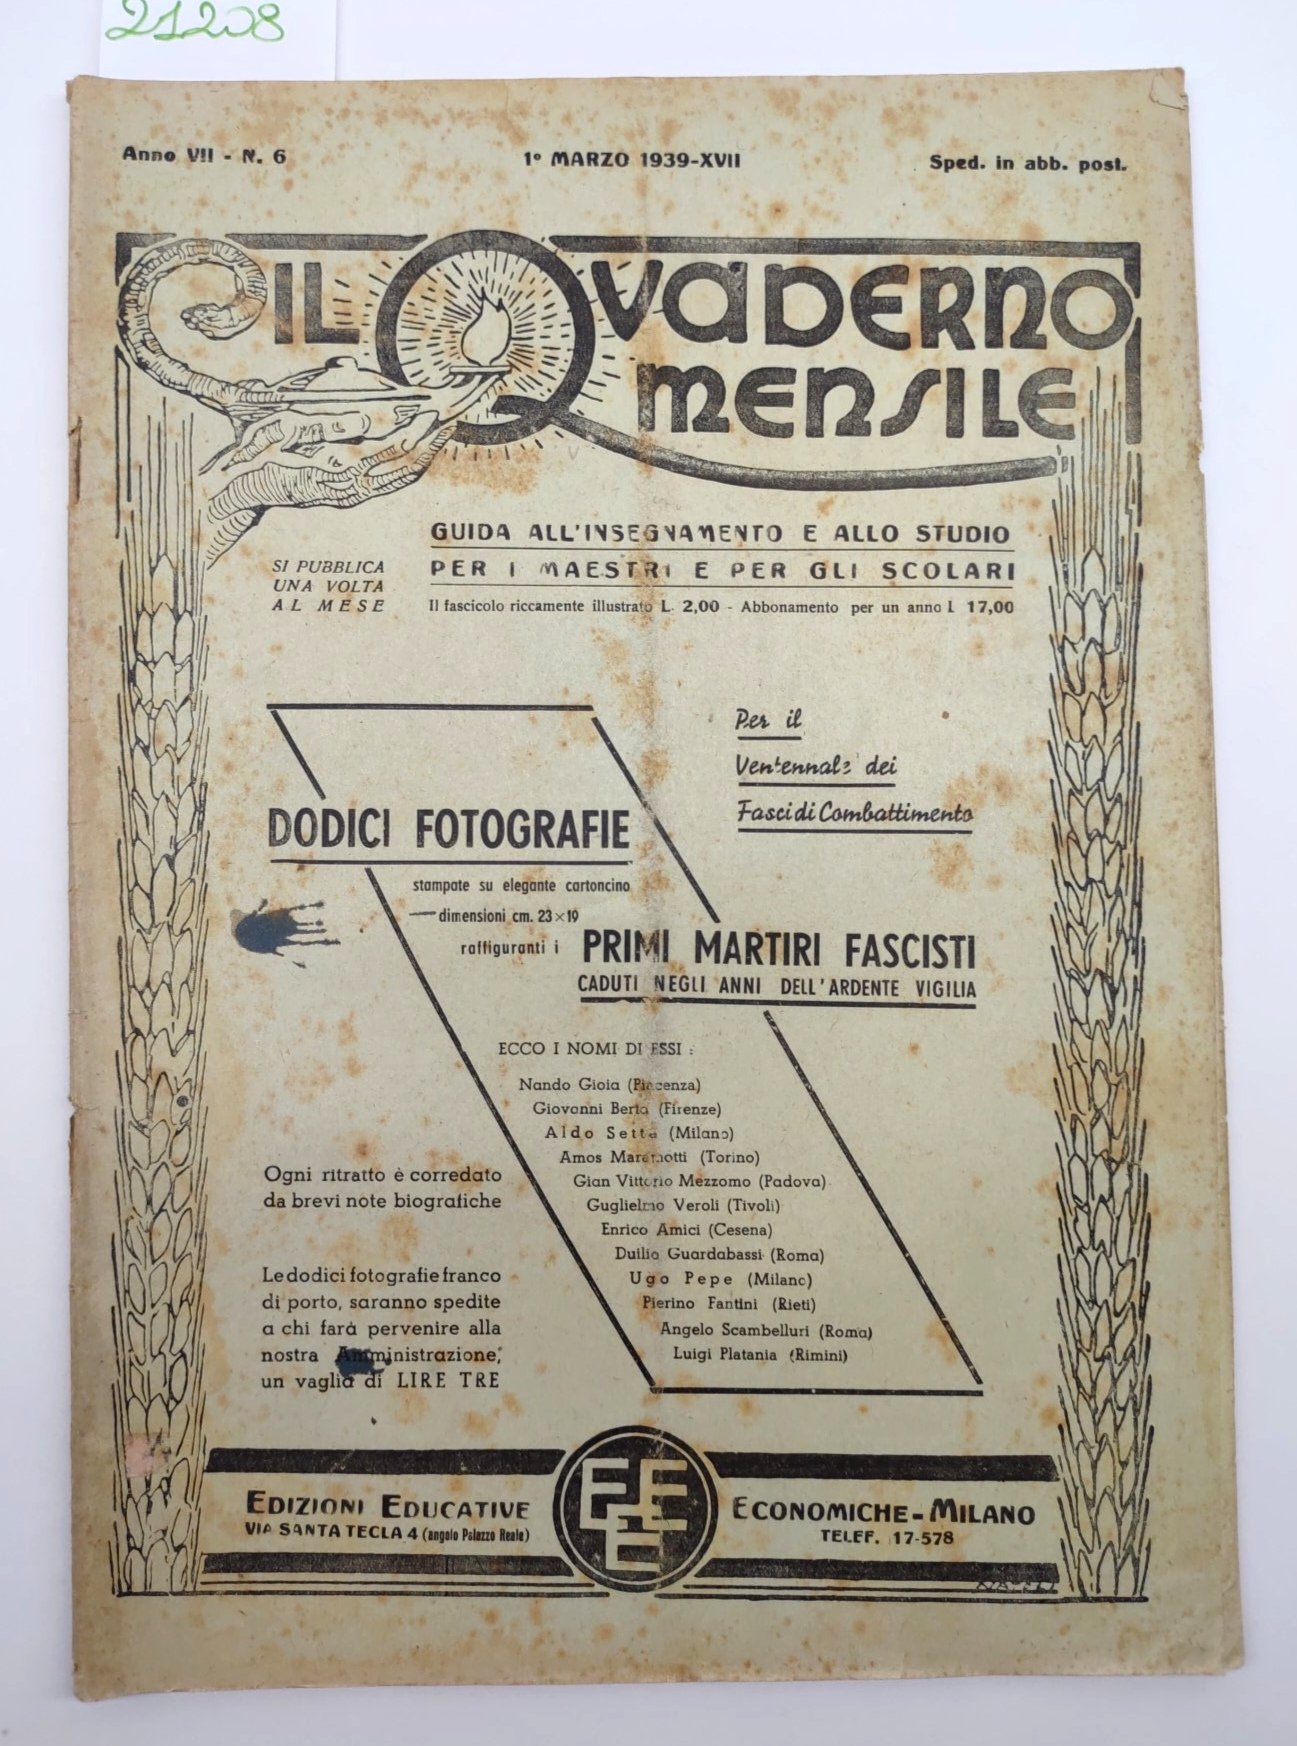 21208
Anno VII - N. 6
1° MARZO 1939-XVII
Sped. in abb. post.
IL QVADERNO
MENSILE
GUIDA ALL'INSEGNAMENTO E ALLO STUDIO
PER I MAESTRI E PER GLI SCOLARI
SI PUBBLICA
UNA VOLTA
AL MESE
Il fascicolo riccamente illustrato L. 2,00 - Abbonamento per un anno L 17,00
Per il
Ventennale dei
Fasci di Combattimento
DODICI FOTOGRAFIE
stampate su elegante cartoncino
dimensioni cm. 23×19
raffiguranti i PRIMI MARTIRI FASCISTI
CADUTI NEGLI ANNI DELL'ARDENTE VIGILIA
ECCO I NOMI DI ESSI :
Nando Gioia (Piacenza)
Giovanni Berta (Firenze)
Aldo Sette (Milano)
Amos Maramotti (Torino)
Gian Vittorio Mezzomo (Padova)
Guglielmo Veroli (Tivoli)
Enrico Amici (Cesena)
Duilio Guardabassi (Roma)
Ugo Pepe (Milano)
Pierino Fantini (Rieti)
Angelo Scambelluri (Roma)
Luigi Platania (Rimini)
Ogni ritratto è corredato
da brevi note biografiche
Le dodici fotografie franco
di porto, saranno spedite
a chi farà pervenire alla
nostra Amministrazione,
un vaglia di LIRE TRE
EDIZIONI EDUCATIVE
VIA SANTA TECLA 4 (angolo Palazzo Reale)
EEE
ECONOMICHE - MILANO
TELEF. 17-578